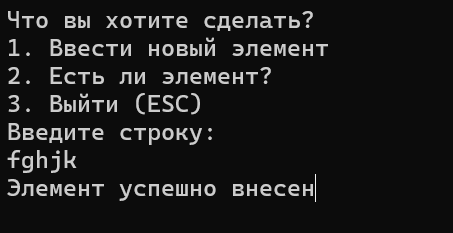 Что вы хотите сделать?
1. Ввести новый элемент
2. Есть ли элемент?
3. Выйти (ESC)
Введите строку:
fghjk
Элемент успешно внесен